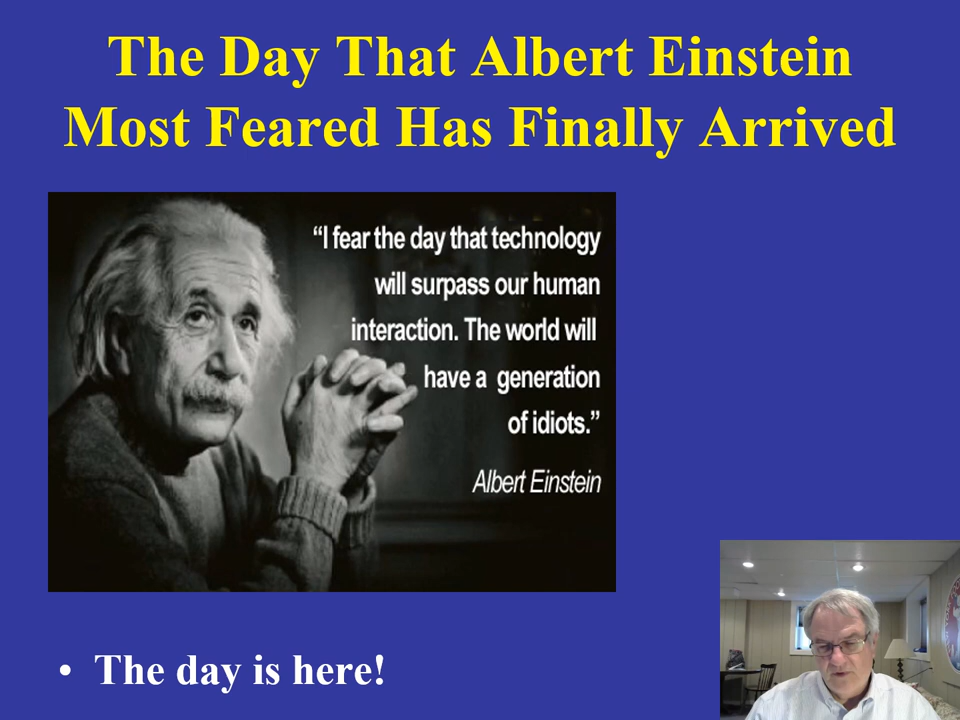 The Day That Albert Einstein
Most Feared Has Finally Arrived
“I fear the day that technology
will surpass our human
interaction. The world will
have a generation
of idiots.”
Albert Einstein
• The day is here!